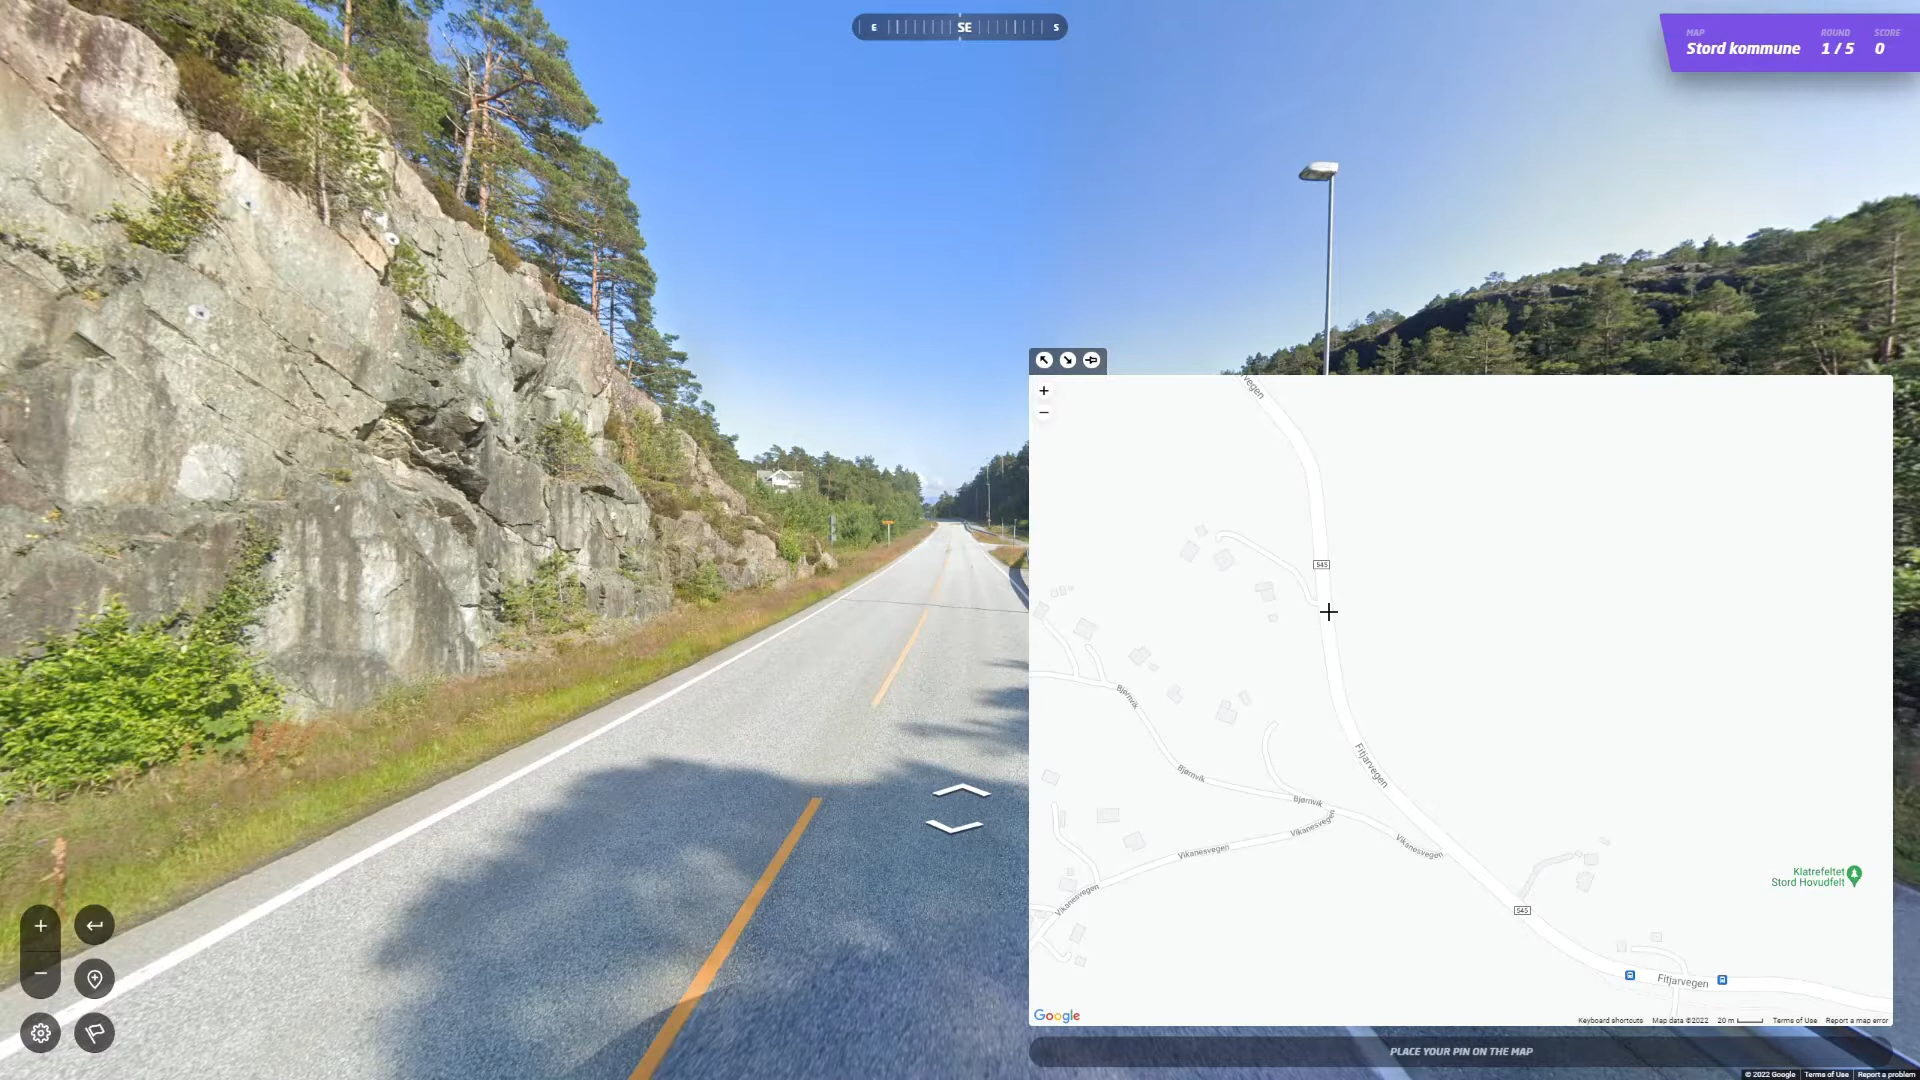 E SE S
MAP ROUND SCORE
Stord kommune 1 / 5 0
vegen
545
Bjørnvik
Fitjarvegen
Bjørnvik
Bjørnvik
Vikanesvegen
Vikanesvegen
Vikanesvegen
Vikanesvegen
Klatrefeltet
Stord Hovudfelt
545
Fitjarvegen
Google
Keyboard shortcuts Map data ©2022 20 m Terms of Use Report a map error
PLACE YOUR PIN ON THE MAP
© 2022 Google Terms of Use Report a problem